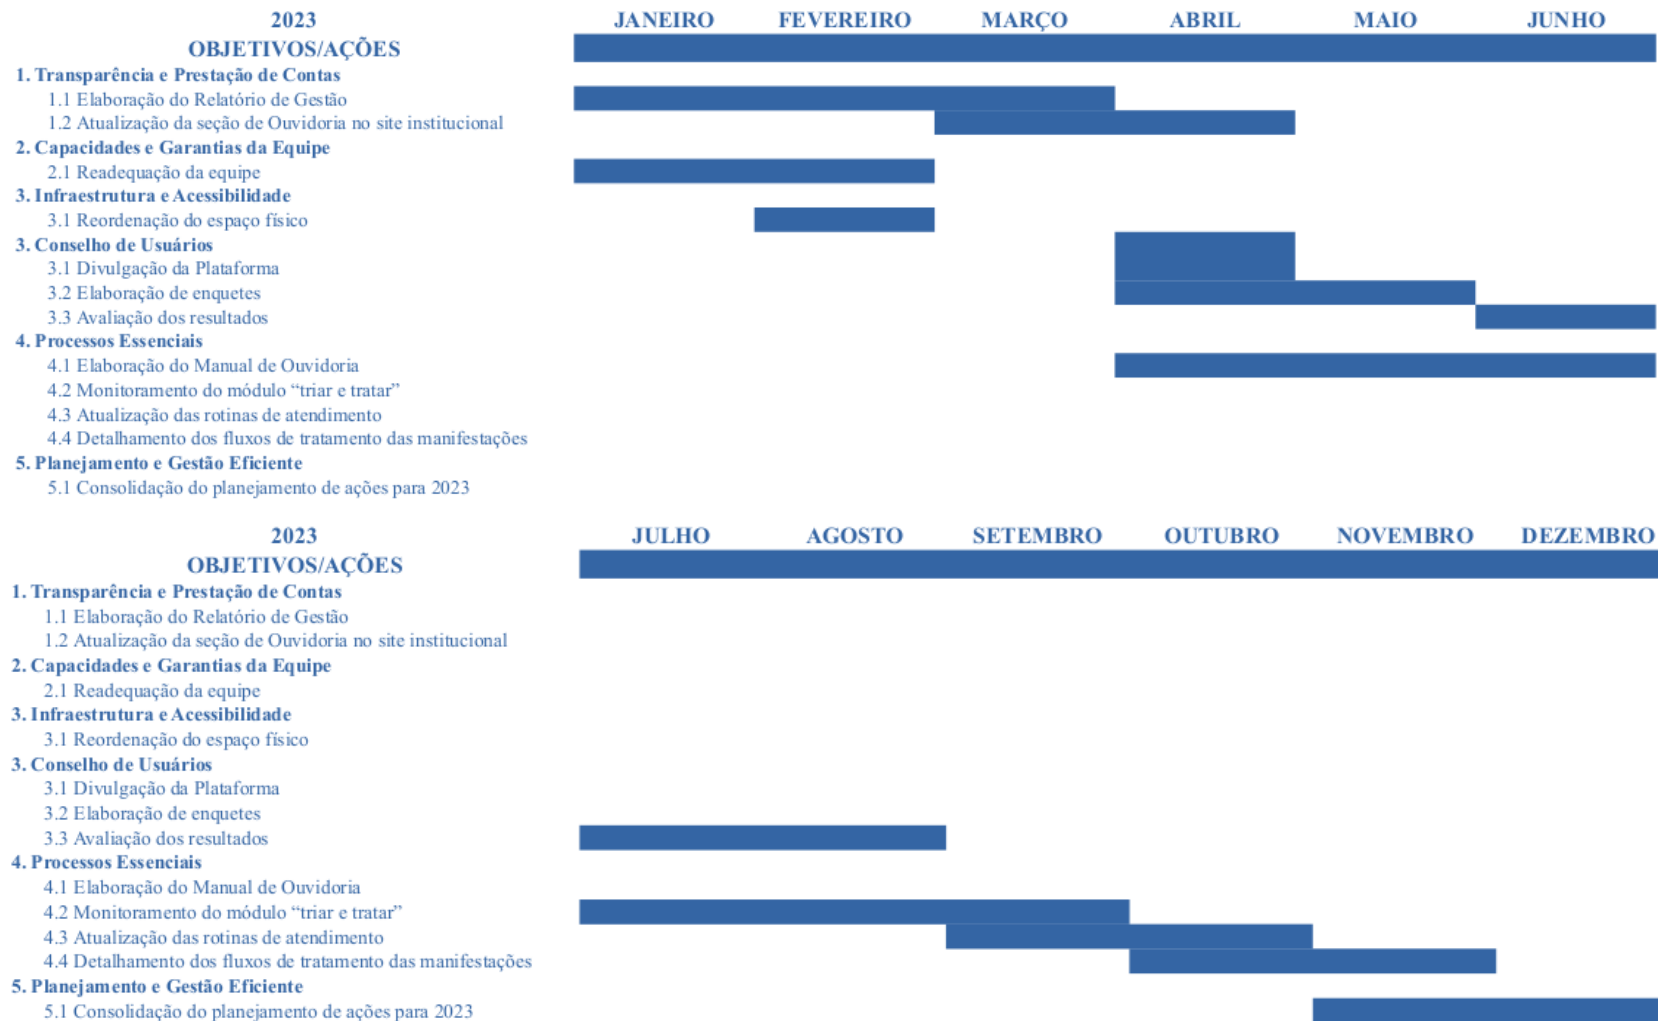 2023 JANEIRO FEVEREIRO MARÇO ABRIL MAIO JUNHO
OBJETIVOS/AÇÕES
1. Transparência e Prestação de Contas
1.1 Elaboração do Relatório de Gestão
1.2 Atualização da seção de Ouvidoria no site institucional
2. Capacidades e Garantias da Equipe
2.1 Readequação da equipe
3. Infraestrutura e Acessibilidade
3.1 Reordenação do espaço físico
3. Conselho de Usuários
3.1 Divulgação da Plataforma
3.2 Elaboração de enquetes
3.3 Avaliação dos resultados
4. Processos Essenciais
4.1 Elaboração do Manual de Ouvidoria
4.2 Monitoramento do módulo “triar e tratar”
4.3 Atualização das rotinas de atendimento
4.4 Detalhamento dos fluxos de tratamento das manifestações
5. Planejamento e Gestão Eficiente
5.1 Consolidação do planejamento de ações para 2023
2023 JULHO AGOSTO SETEMBRO OUTUBRO NOVEMBRO DEZEMBRO
OBJETIVOS/AÇÕES
1. Transparência e Prestação de Contas
1.1 Elaboração do Relatório de Gestão
1.2 Atualização da seção de Ouvidoria no site institucional
2. Capacidades e Garantias da Equipe
2.1 Readequação da equipe
3. Infraestrutura e Acessibilidade
3.1 Reordenação do espaço físico
3. Conselho de Usuários
3.1 Divulgação da Plataforma
3.2 Elaboração de enquetes
3.3 Avaliação dos resultados
4. Processos Essenciais
4.1 Elaboração do Manual de Ouvidoria
4.2 Monitoramento do módulo “triar e tratar”
4.3 Atualização das rotinas de atendimento
4.4 Detalhamento dos fluxos de tratamento das manifestações
5. Planejamento e Gestão Eficiente
5.1 Consolidação do planejamento de ações para 2023